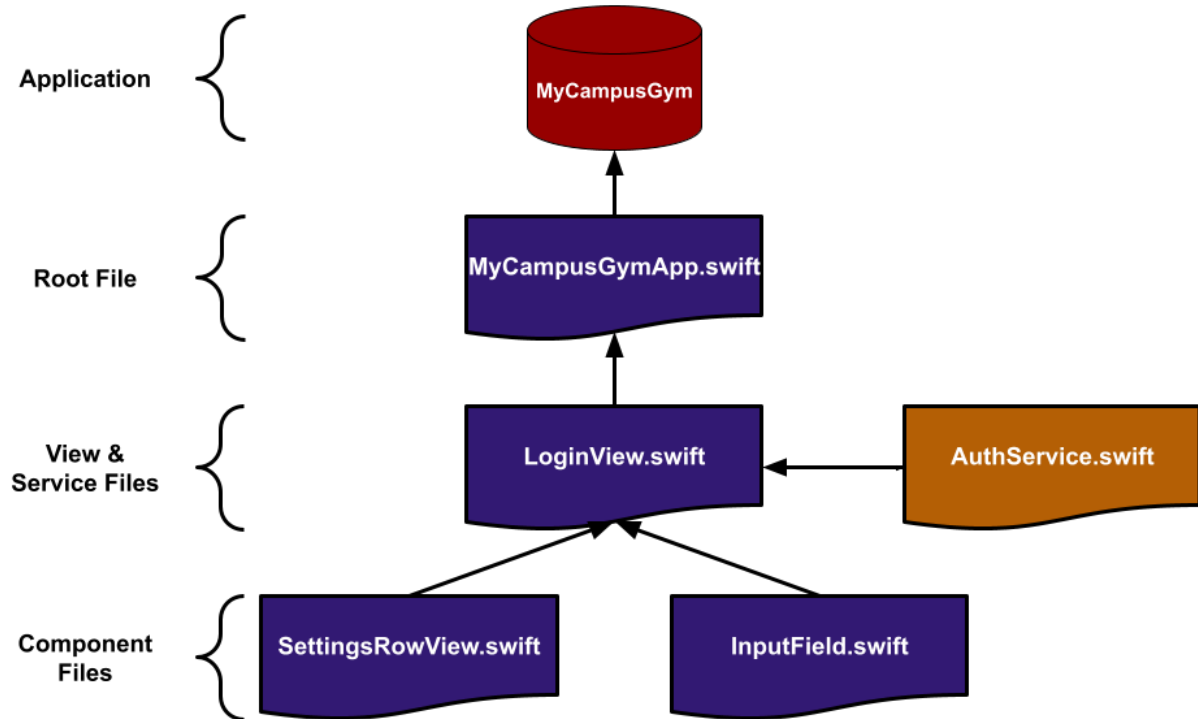 Application
MyCampusGym
Root File
MyCampusGymApp.swift
View &
Service Files
LoginView.swift
AuthService.swift
Component
Files
SettingsRowView.swift
InputField.swift